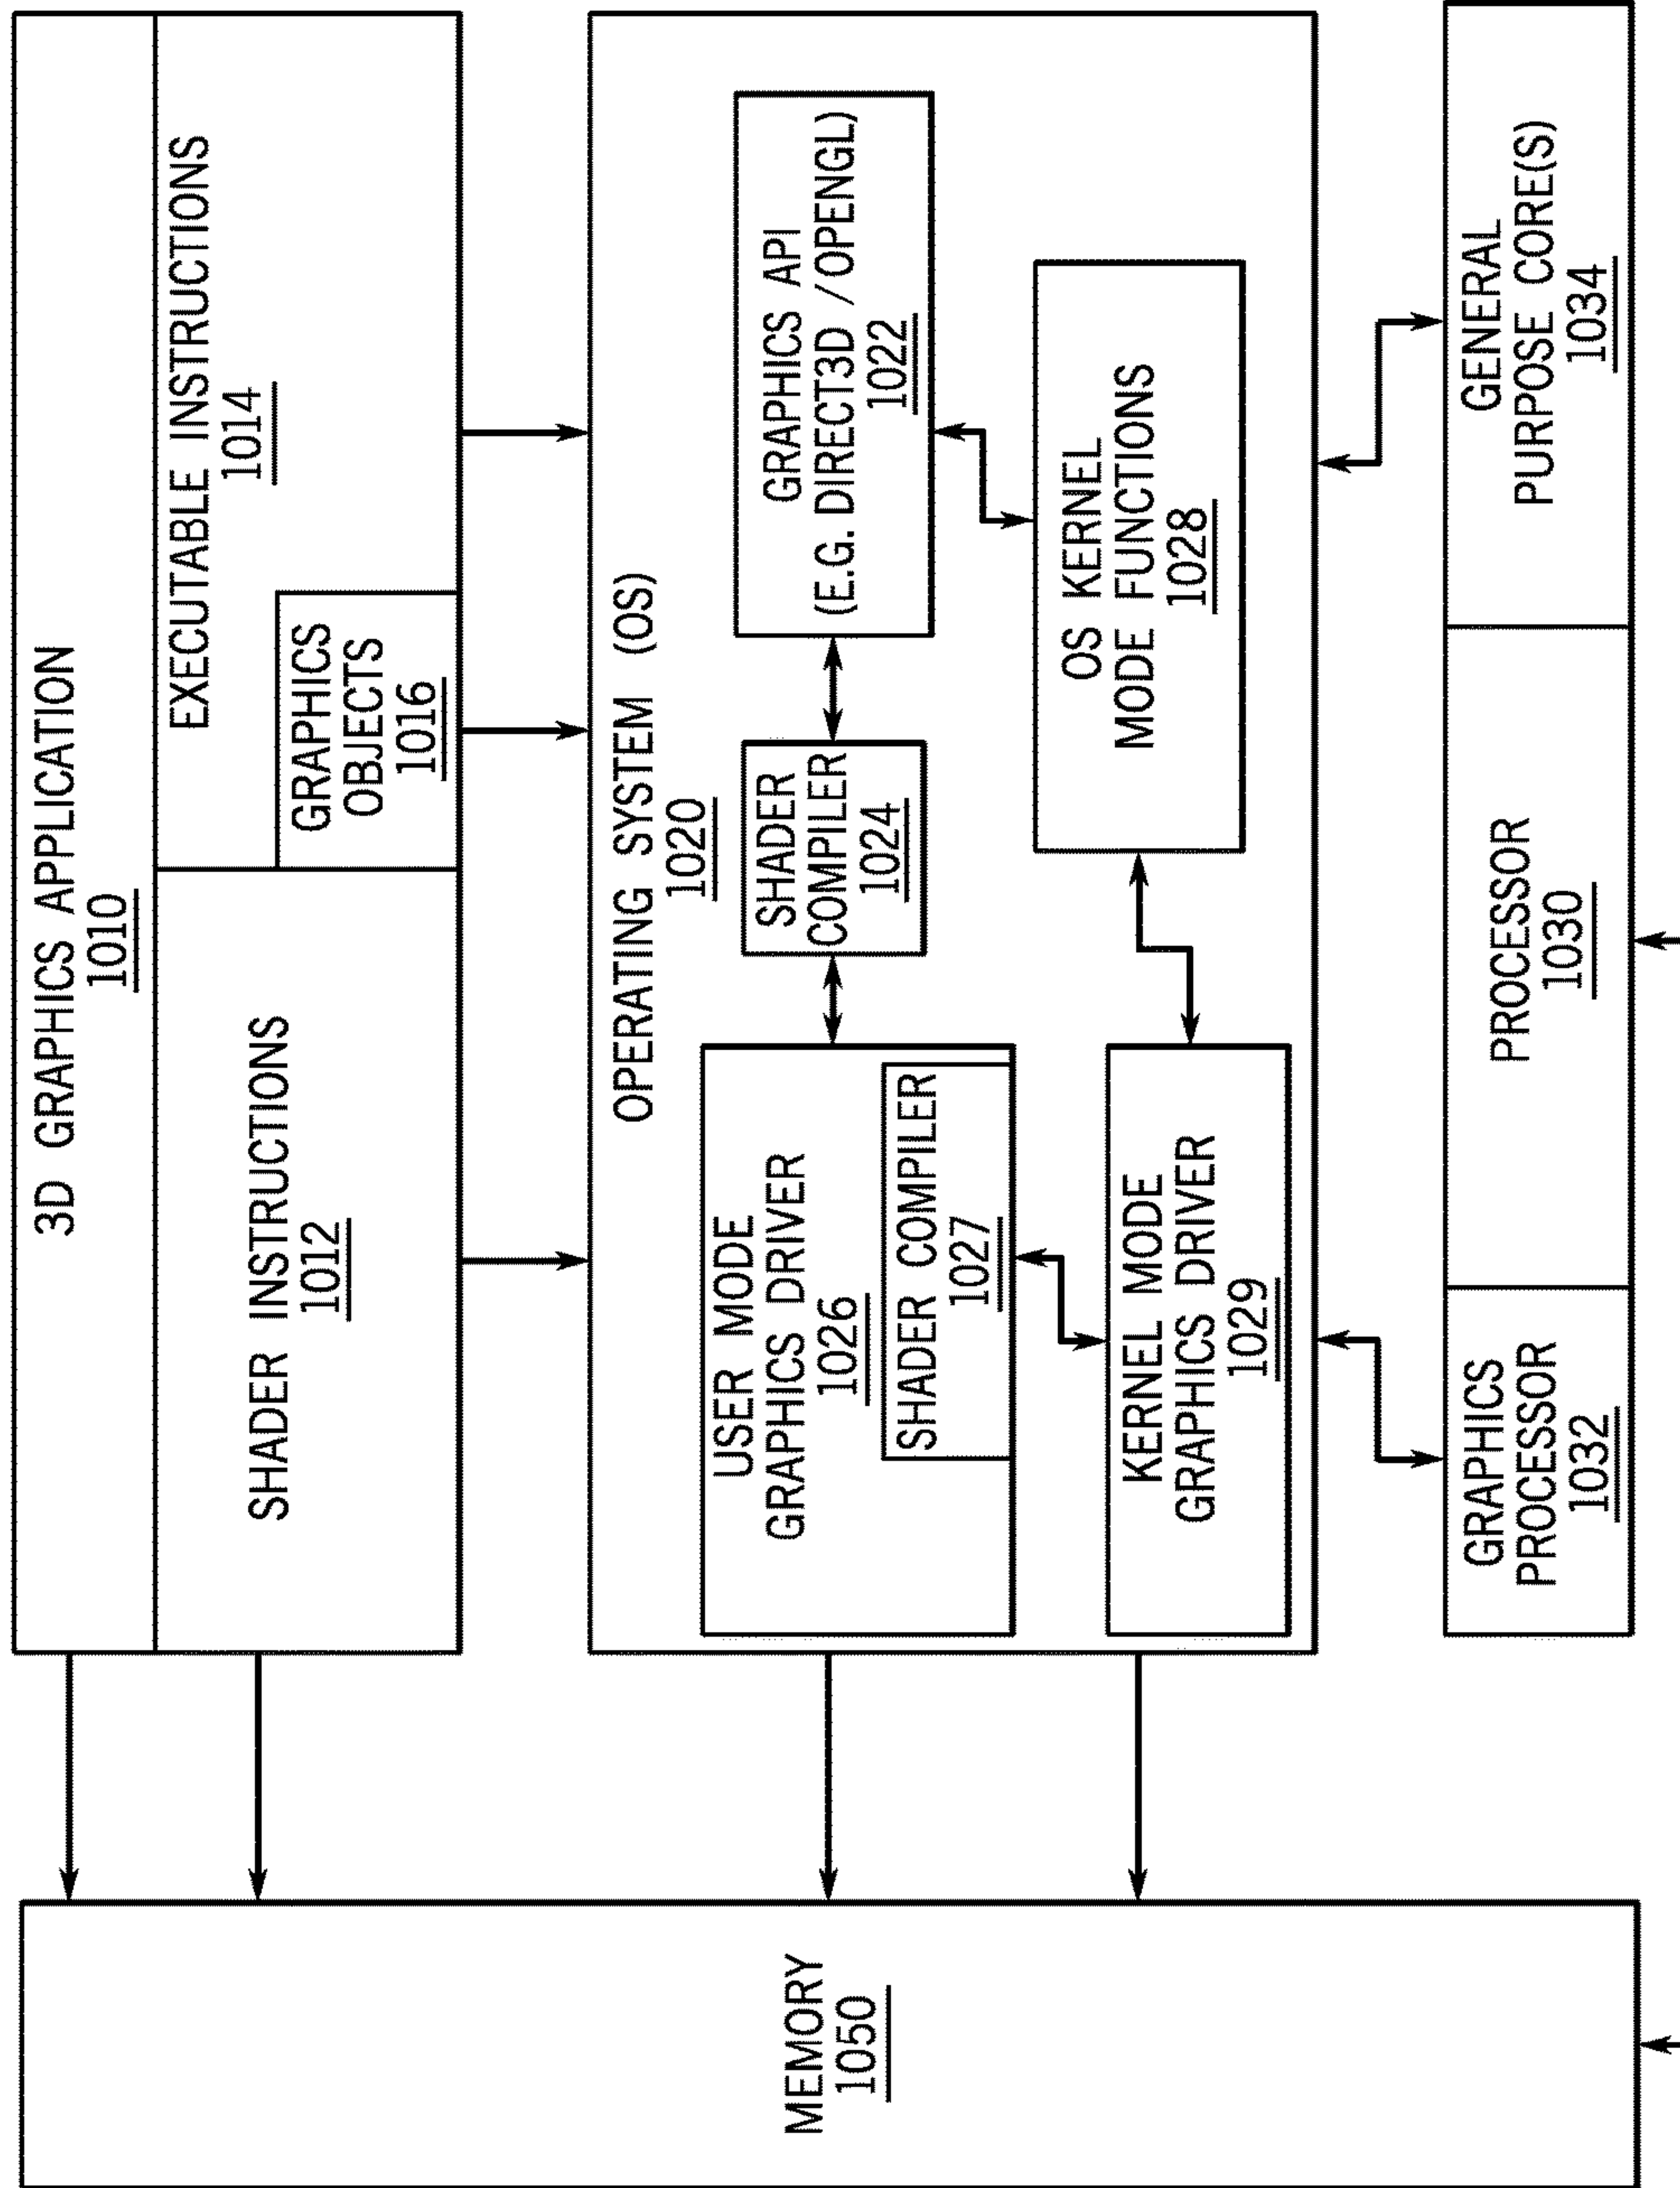 3D GRAPHICS APPLICATION
1010
SHADER INSTRUCTIONS
1012
EXECUTABLE INSTRUCTIONS
1014
GRAPHICS
OBJECTS
1016
OPERATING SYSTEM (OS)
1020
USER MODE
GRAPHICS DRIVER
1026
SHADER COMPILER
1027
SHADER
COMPILER
1024
GRAPHICS API
(E.G. DIRECT3D / OPENGL)
1022
KERNEL MODE
GRAPHICS DRIVER
1029
OS KERNEL
MODE FUNCTIONS
1028
GRAPHICS
PROCESSOR
1032
PROCESSOR
1030
GENERAL
PURPOSE CORE(S)
1034
MEMORY
1050